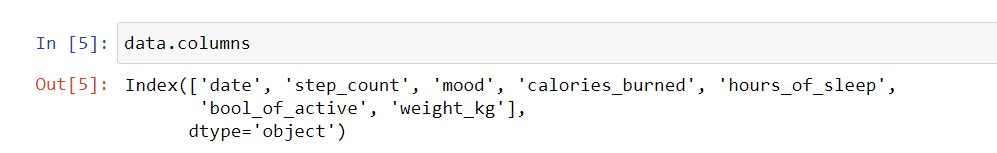 In [5]: data.columns
Out[5]: Index(['date', 'step_count', 'mood', 'calories_burned', 'hours_of_sleep',
'bool_of_active', 'weight_kg'],
dtype='object')